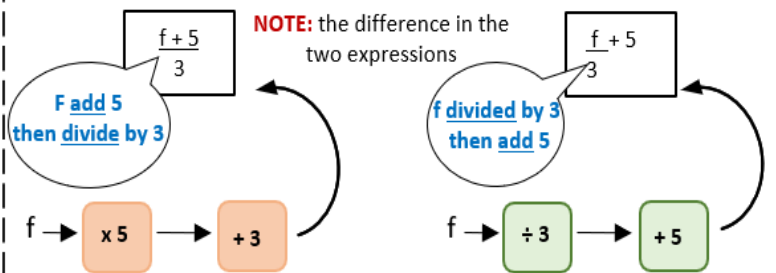 NOTE: the difference in the
two expressions
f + 5
3
F add 5
then divide by 3
f
x 5
+ 3
f + 5
3
f divided by 3
then add 5
f
÷ 3
+ 5